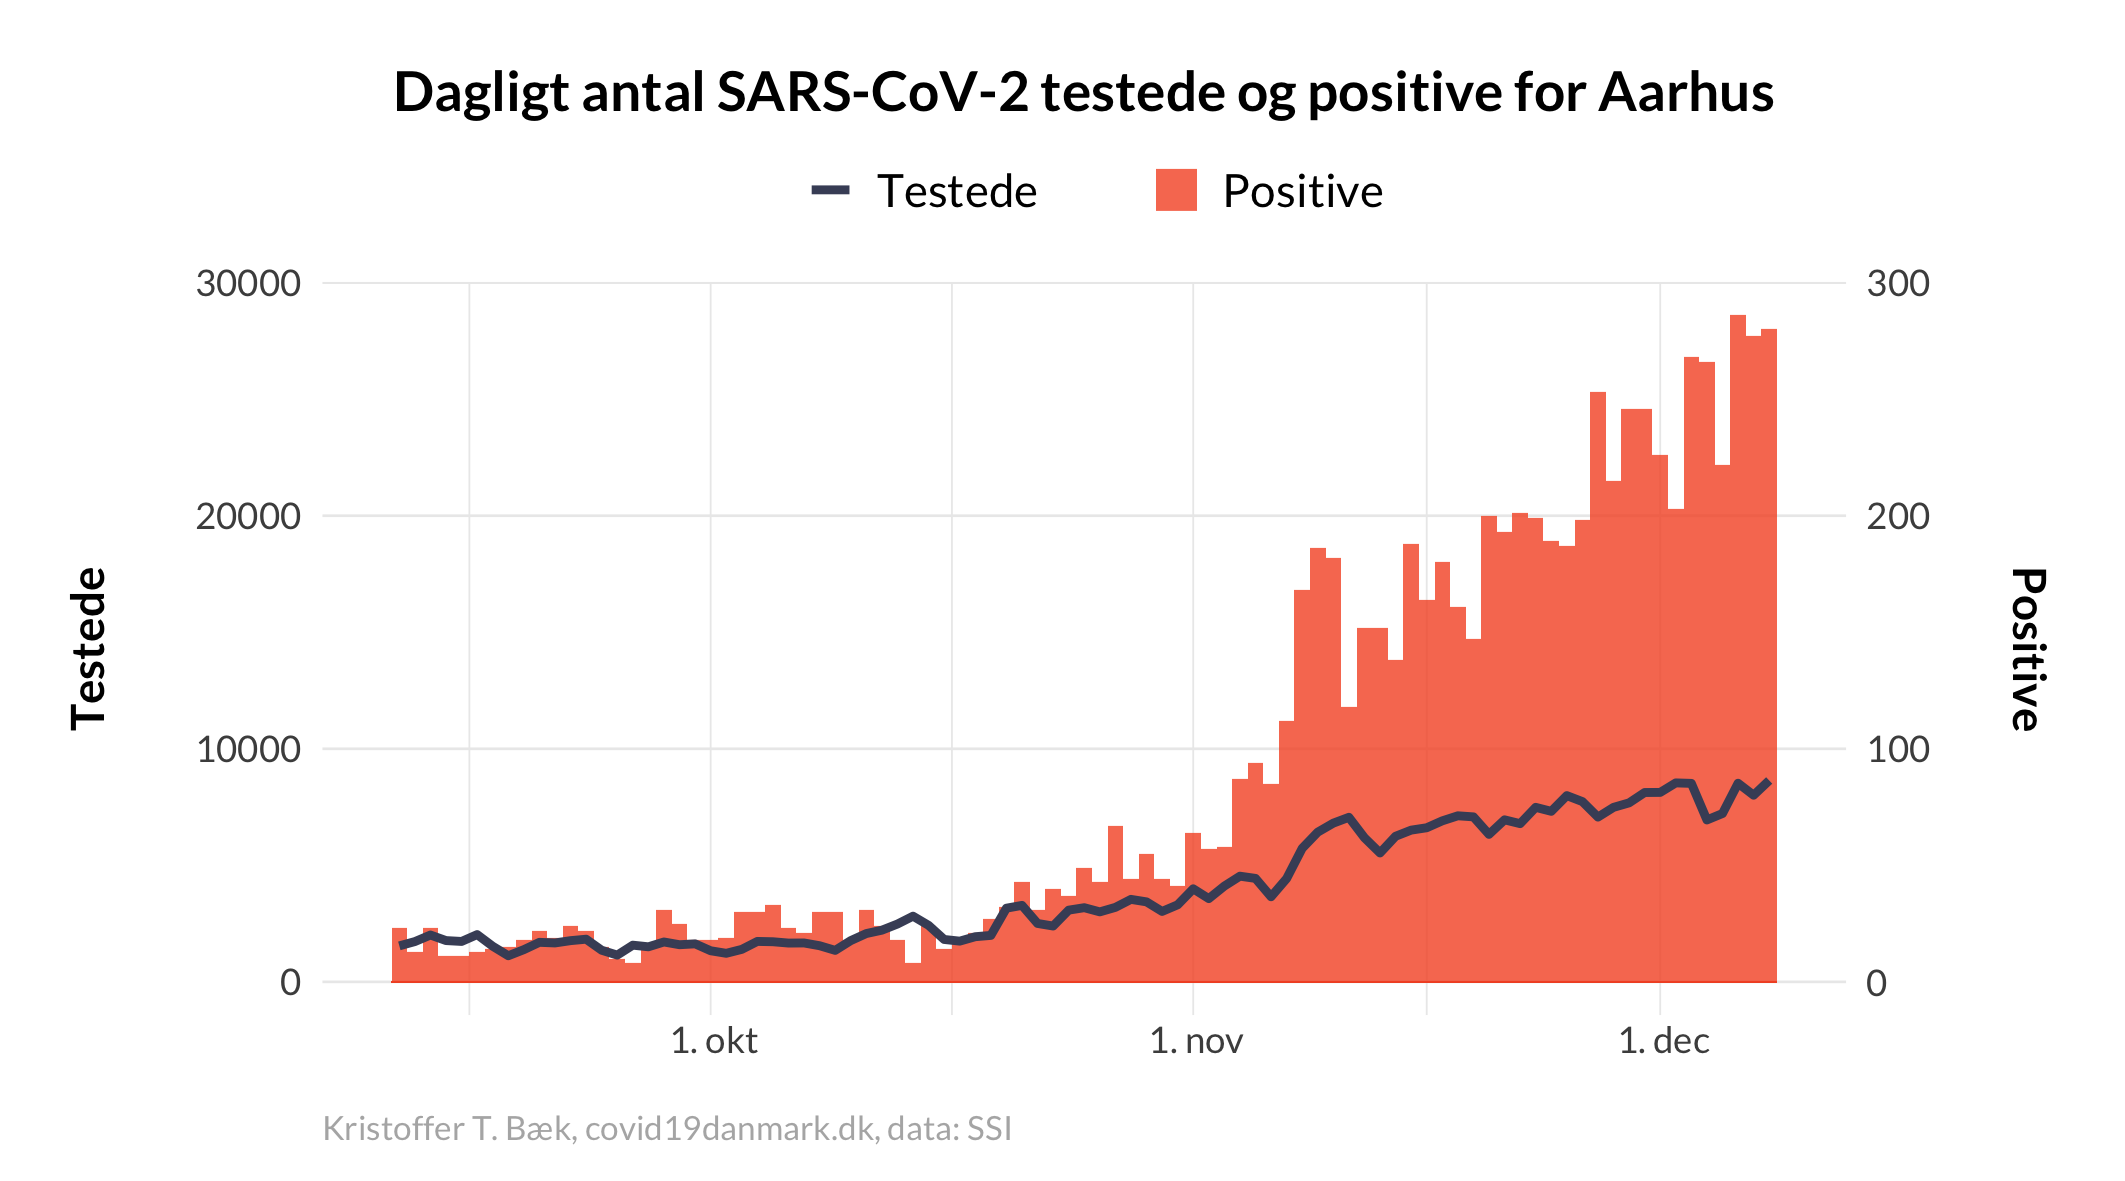 Dagligt antal SARS-CoV-2 testede og positive for Aarhus
Testede
Positive
30000
20000
10000
0
300
200
100
0
Testede
Positive
1. okt
1. nov
1. dec
Kristoffer T. Bæk, covid19danmark.dk, data: SSI